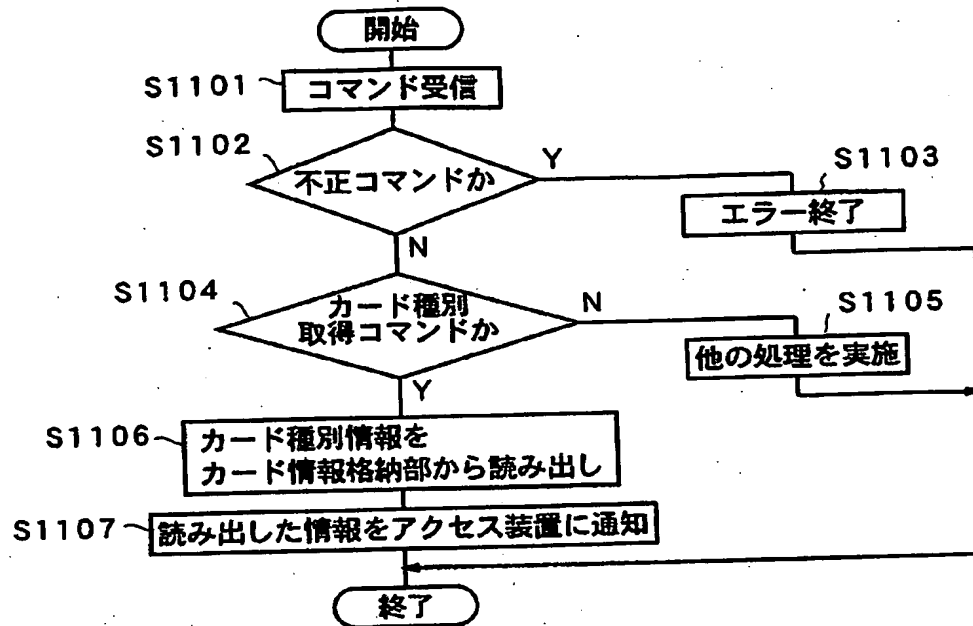 開始
S1101
コマンド受信
S1102
不正コマンドか
Y
S1103
エラー終了
N
S1104
カード種別
取得コマンドか
N
S1105
他の処理を実施
Y
S1106
カード種別情報を
カード情報格納部から読み出し
S1107
読み出した情報をアクセス装置に通知
終了